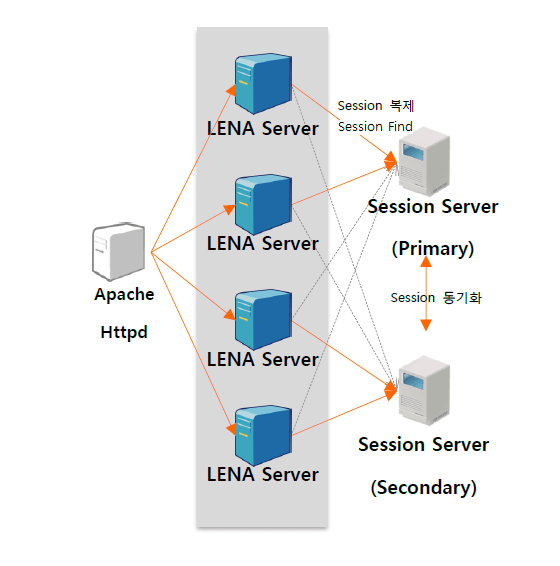 LENA Server
Session 복제
Session Find
Session Server
(Primary)
LENA Server
Apache
Httpd
Session 동기화
LENA Server
Session Server
(Secondary)
LENA Server